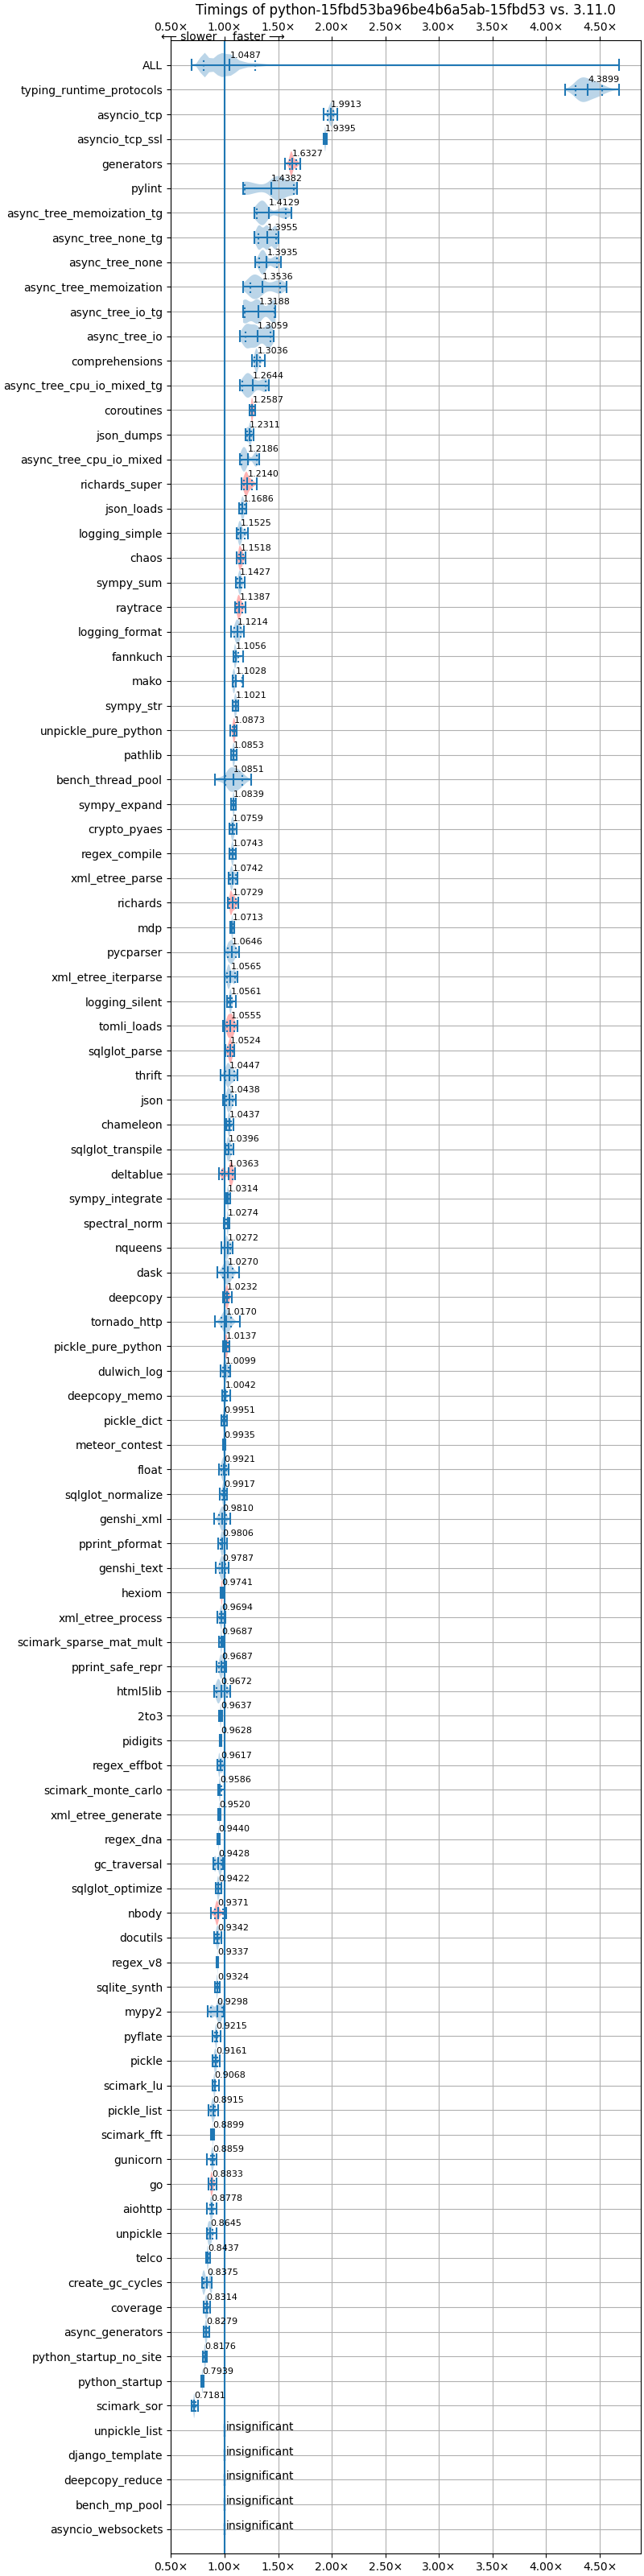 Timings of python-15fbd53ba96be4b6a5ab-15fbd53 vs. 3.11.0
0.50× 1.00× 1.50× 2.00× 2.50× 3.00× 3.50× 4.00× 4.50×
⟵ slower faster ⟶
ALL 1.0487
typing_runtime_protocols 4.3899
asyncio_tcp 1.9913
asyncio_tcp_ssl 1.9395
generators 1.6327
pylint 1.4382
async_tree_memoization_tg 1.4129
async_tree_none_tg 1.3955
async_tree_none 1.3935
async_tree_memoization 1.3536
async_tree_io_tg 1.3188
async_tree_io 1.3059
comprehensions 1.3036
async_tree_cpu_io_mixed_tg 1.2644
coroutines 1.2587
json_dumps 1.2311
async_tree_cpu_io_mixed 1.2186
richards_super 1.2140
json_loads 1.1686
logging_simple 1.1525
chaos 1.1518
sympy_sum 1.1427
raytrace 1.1387
logging_format 1.1214
fannkuch 1.1056
mako 1.1028
sympy_str 1.1021
unpickle_pure_python 1.0873
pathlib 1.0853
bench_thread_pool 1.0851
sympy_expand 1.0839
crypto_pyaes 1.0759
regex_compile 1.0743
xml_etree_parse 1.0742
richards 1.0729
mdp 1.0713
pycparser 1.0646
xml_etree_iterparse 1.0565
logging_silent 1.0561
tomli_loads 1.0555
sqlglot_parse 1.0524
thrift 1.0447
json 1.0438
chameleon 1.0437
sqlglot_transpile 1.0396
deltablue 1.0363
sympy_integrate 1.0314
spectral_norm 1.0274
nqueens 1.0272
dask 1.0270
deepcopy 1.0232
tornado_http 1.0170
pickle_pure_python 1.0137
dulwich_log 1.0099
deepcopy_memo 1.0042
pickle_dict 0.9951
meteor_contest 0.9935
float 0.9921
sqlglot_normalize 0.9917
genshi_xml 0.9810
pprint_pformat 0.9806
genshi_text 0.9787
hexiom 0.9741
xml_etree_process 0.9694
scimark_sparse_mat_mult 0.9687
pprint_safe_repr 0.9687
html5lib 0.9672
2to3 0.9637
pidigits 0.9628
regex_effbot 0.9617
scimark_monte_carlo 0.9586
xml_etree_generate 0.9520
regex_dna 0.9440
gc_traversal 0.9428
sqlglot_optimize 0.9422
nbody 0.9371
docutils 0.9342
regex_v8 0.9337
sqlite_synth 0.9324
mypy2 0.9298
pyflate 0.9215
pickle 0.9161
scimark_lu 0.9068
pickle_list 0.8915
scimark_fft 0.8899
gunicorn 0.8859
go 0.8833
aiohttp 0.8778
unpickle 0.8645
telco 0.8437
create_gc_cycles 0.8375
coverage 0.8314
async_generators 0.8279
python_startup_no_site 0.8176
python_startup 0.7939
scimark_sor 0.7181
unpickle_list insignificant
django_template insignificant
deepcopy_reduce insignificant
bench_mp_pool insignificant
asyncio_websockets insignificant
0.50× 1.00× 1.50× 2.00× 2.50× 3.00× 3.50× 4.00× 4.50×